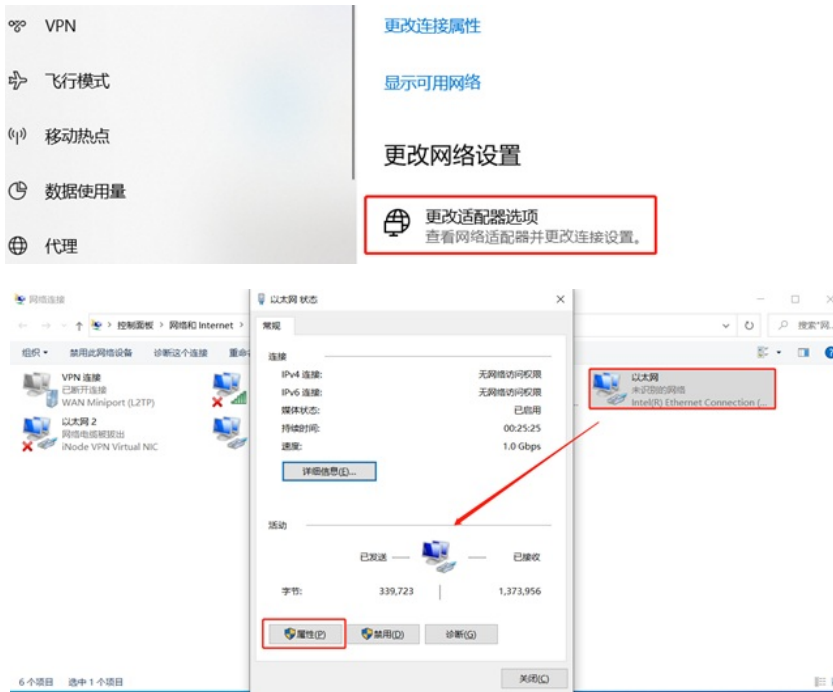 VPN
飞行模式
移动热点
数据使用量
代理
更改连接属性
显示可用网络
更改网络设置
更改适配器选项
查看网络适配器并更改连接设置。
网络连接
控制面板 > 网络和 Internet >
搜索"网...
组织
禁用此网络设备
诊断这个连接
VPN 连接
已断开连接
WAN Miniport (L2TP)
以太网 2
网络电缆被拔出
iNode VPN Virtual NIC
以太网 状态
常规
连接
IPv4 连接: 无网络访问权限
IPv6 连接: 无网络访问权限
媒体状态: 已启用
持续时间: 00:25:25
速度: 1.0 Gbps
详细信息(E)...
活动
已发送
已接收
字节: 339,723 1,373,956
属性(P)
禁用(D)
诊断(G)
关闭(C)
以太网
未识别的网络
Intel(R) Ethernet Connection (...
6 个项目
选中 1 个项目